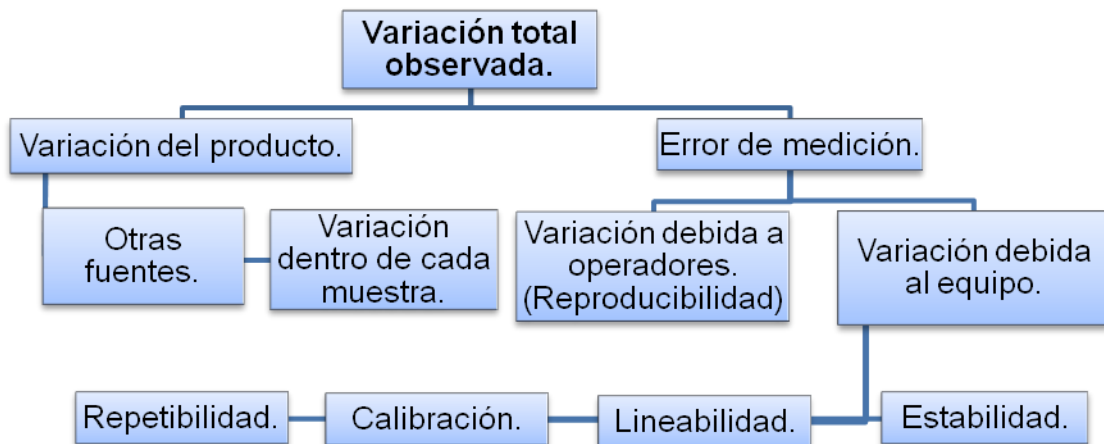 Variación total
observada.
Variación del producto.
Error de medición.
Otras
fuentes.
Variación
dentro de cada
muestra.
Variación debida a
operadores.
(Reproducibilidad)
Variación debida
al equipo.
Repetibilidad.
Calibración.
Lineabilidad.
Estabilidad.